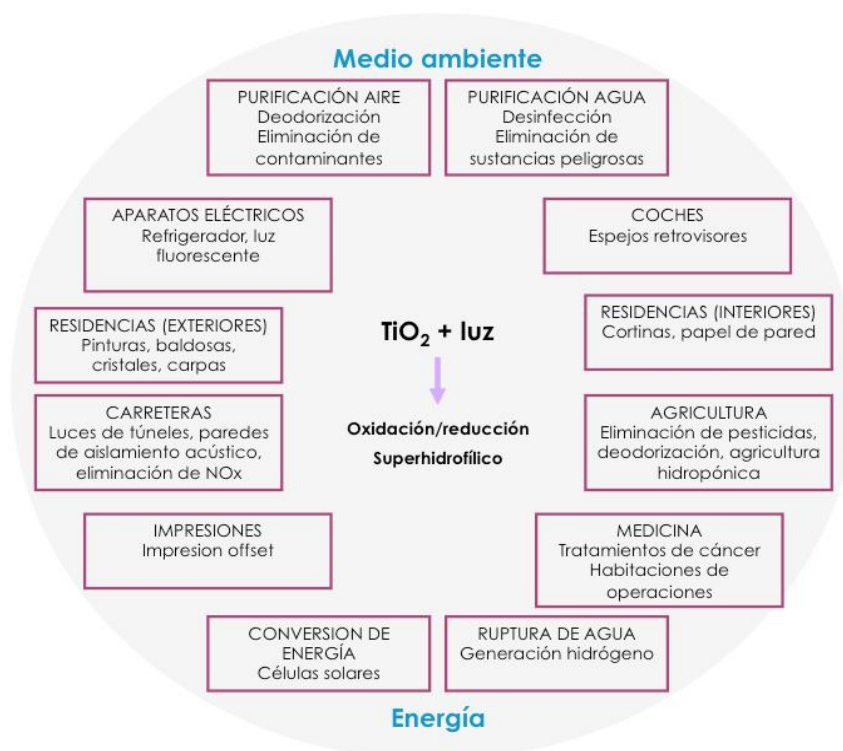 Medio ambiente
PURIFICACIÓN AIRE
Deodorización
Eliminación de
contaminantes
PURIFICACIÓN AGUA
Desinfección
Eliminación de
sustancias peligrosas
APARATOS ELÉCTRICOS
Refrigerador, luz
fluorescente
COCHES
Espejos retrovisores
RESIDENCIAS (EXTERIORES)
Pinturas, baldosas,
cristales, carpas
TiO₂ + luz
RESIDENCIAS (INTERIORES)
Cortinas, papel de pared
CARRETERAS
Luces de túneles, paredes
de aislamiento acústico,
eliminación de NOx
Oxidación/reducción
Superhidrofílico
AGRICULTURA
Eliminación de pesticidas,
deodorización, agricultura
hidropónica
IMPRESIONES
Impresion offset
MEDICINA
Tratamientos de cáncer
Habitaciones de
operaciones
CONVERSION DE
ENERGÍA
Células solares
RUPTURA DE AGUA
Generación hidrógeno
Energía